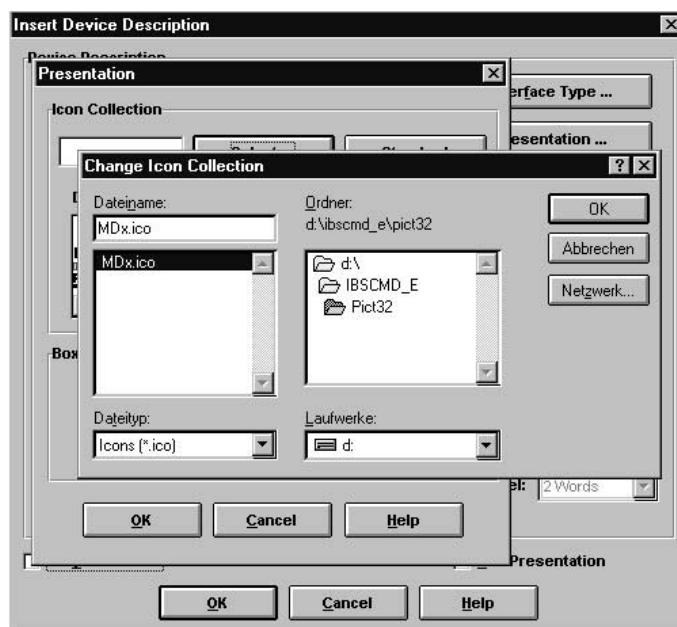 Insert Device Description
Device Description
Presentation
erface Type ...
Icon Collection
esentation ...
Change Icon Collection
Dateiname:
MDx.ico
MDx.ico
Ordner:
d:\ibscmd_e\pict32
d:\
IBSCMD_E
Pict32
OK
Abbrechen
Netzwerk...
Box
Dateityp:
Icons (*.ico)
Laufwerke:
d:
el: 2 Words
OK Cancel Help
Presentation
OK Cancel Help